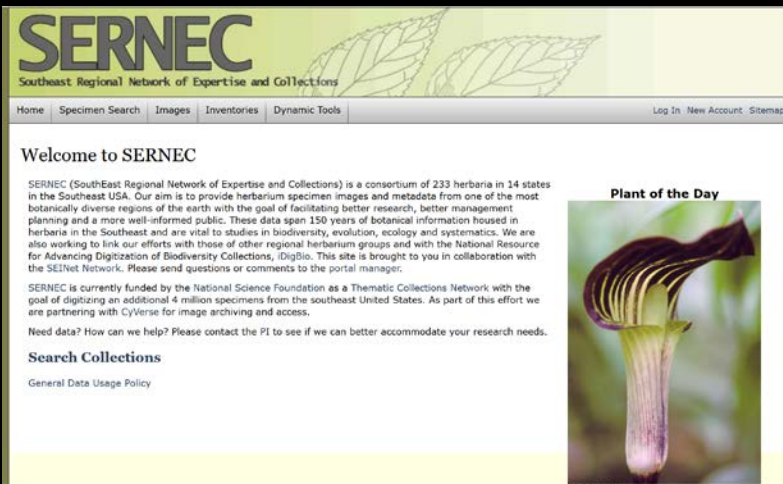 SERNEC
Southeast Regional Network of Expertise and Collections
Home Specimen Search Images Inventories Dynamic Tools Log In New Account Sitemap
Welcome to SERNEC
SERNEC (SouthEast Regional Network of Expertise and Collections) is a consortium of 233 herbaria in 14 states
in the Southeast USA. Our aim is to provide herbarium specimen images and metadata from one of the most
botanically diverse regions of the earth with the goal of facilitating better research, better management
planning and a more well-informed public. These data span 150 years of botanical information housed in
herbaria in the Southeast and are vital to studies in biodiversity, evolution, ecology and systematics. We are
also working to link our efforts with those of other regional herbarium groups and with the National Resource
for Advancing Digitization of Biodiversity Collections, iDigBio. This site is brought to you in collaboration with
the SEINet Network. Please send questions or comments to the portal manager.
SERNEC is currently funded by the National Science Foundation as a Thematic Collections Network with the
goal of digitizing an additional 4 million specimens from the southeast United States. As part of this effort we
are partnering with CyVerse for image archiving and access.
Need data? How can we help? Please contact the PI to see if we can better accommodate your research needs.
Search Collections
General Data Usage Policy
Plant of the Day